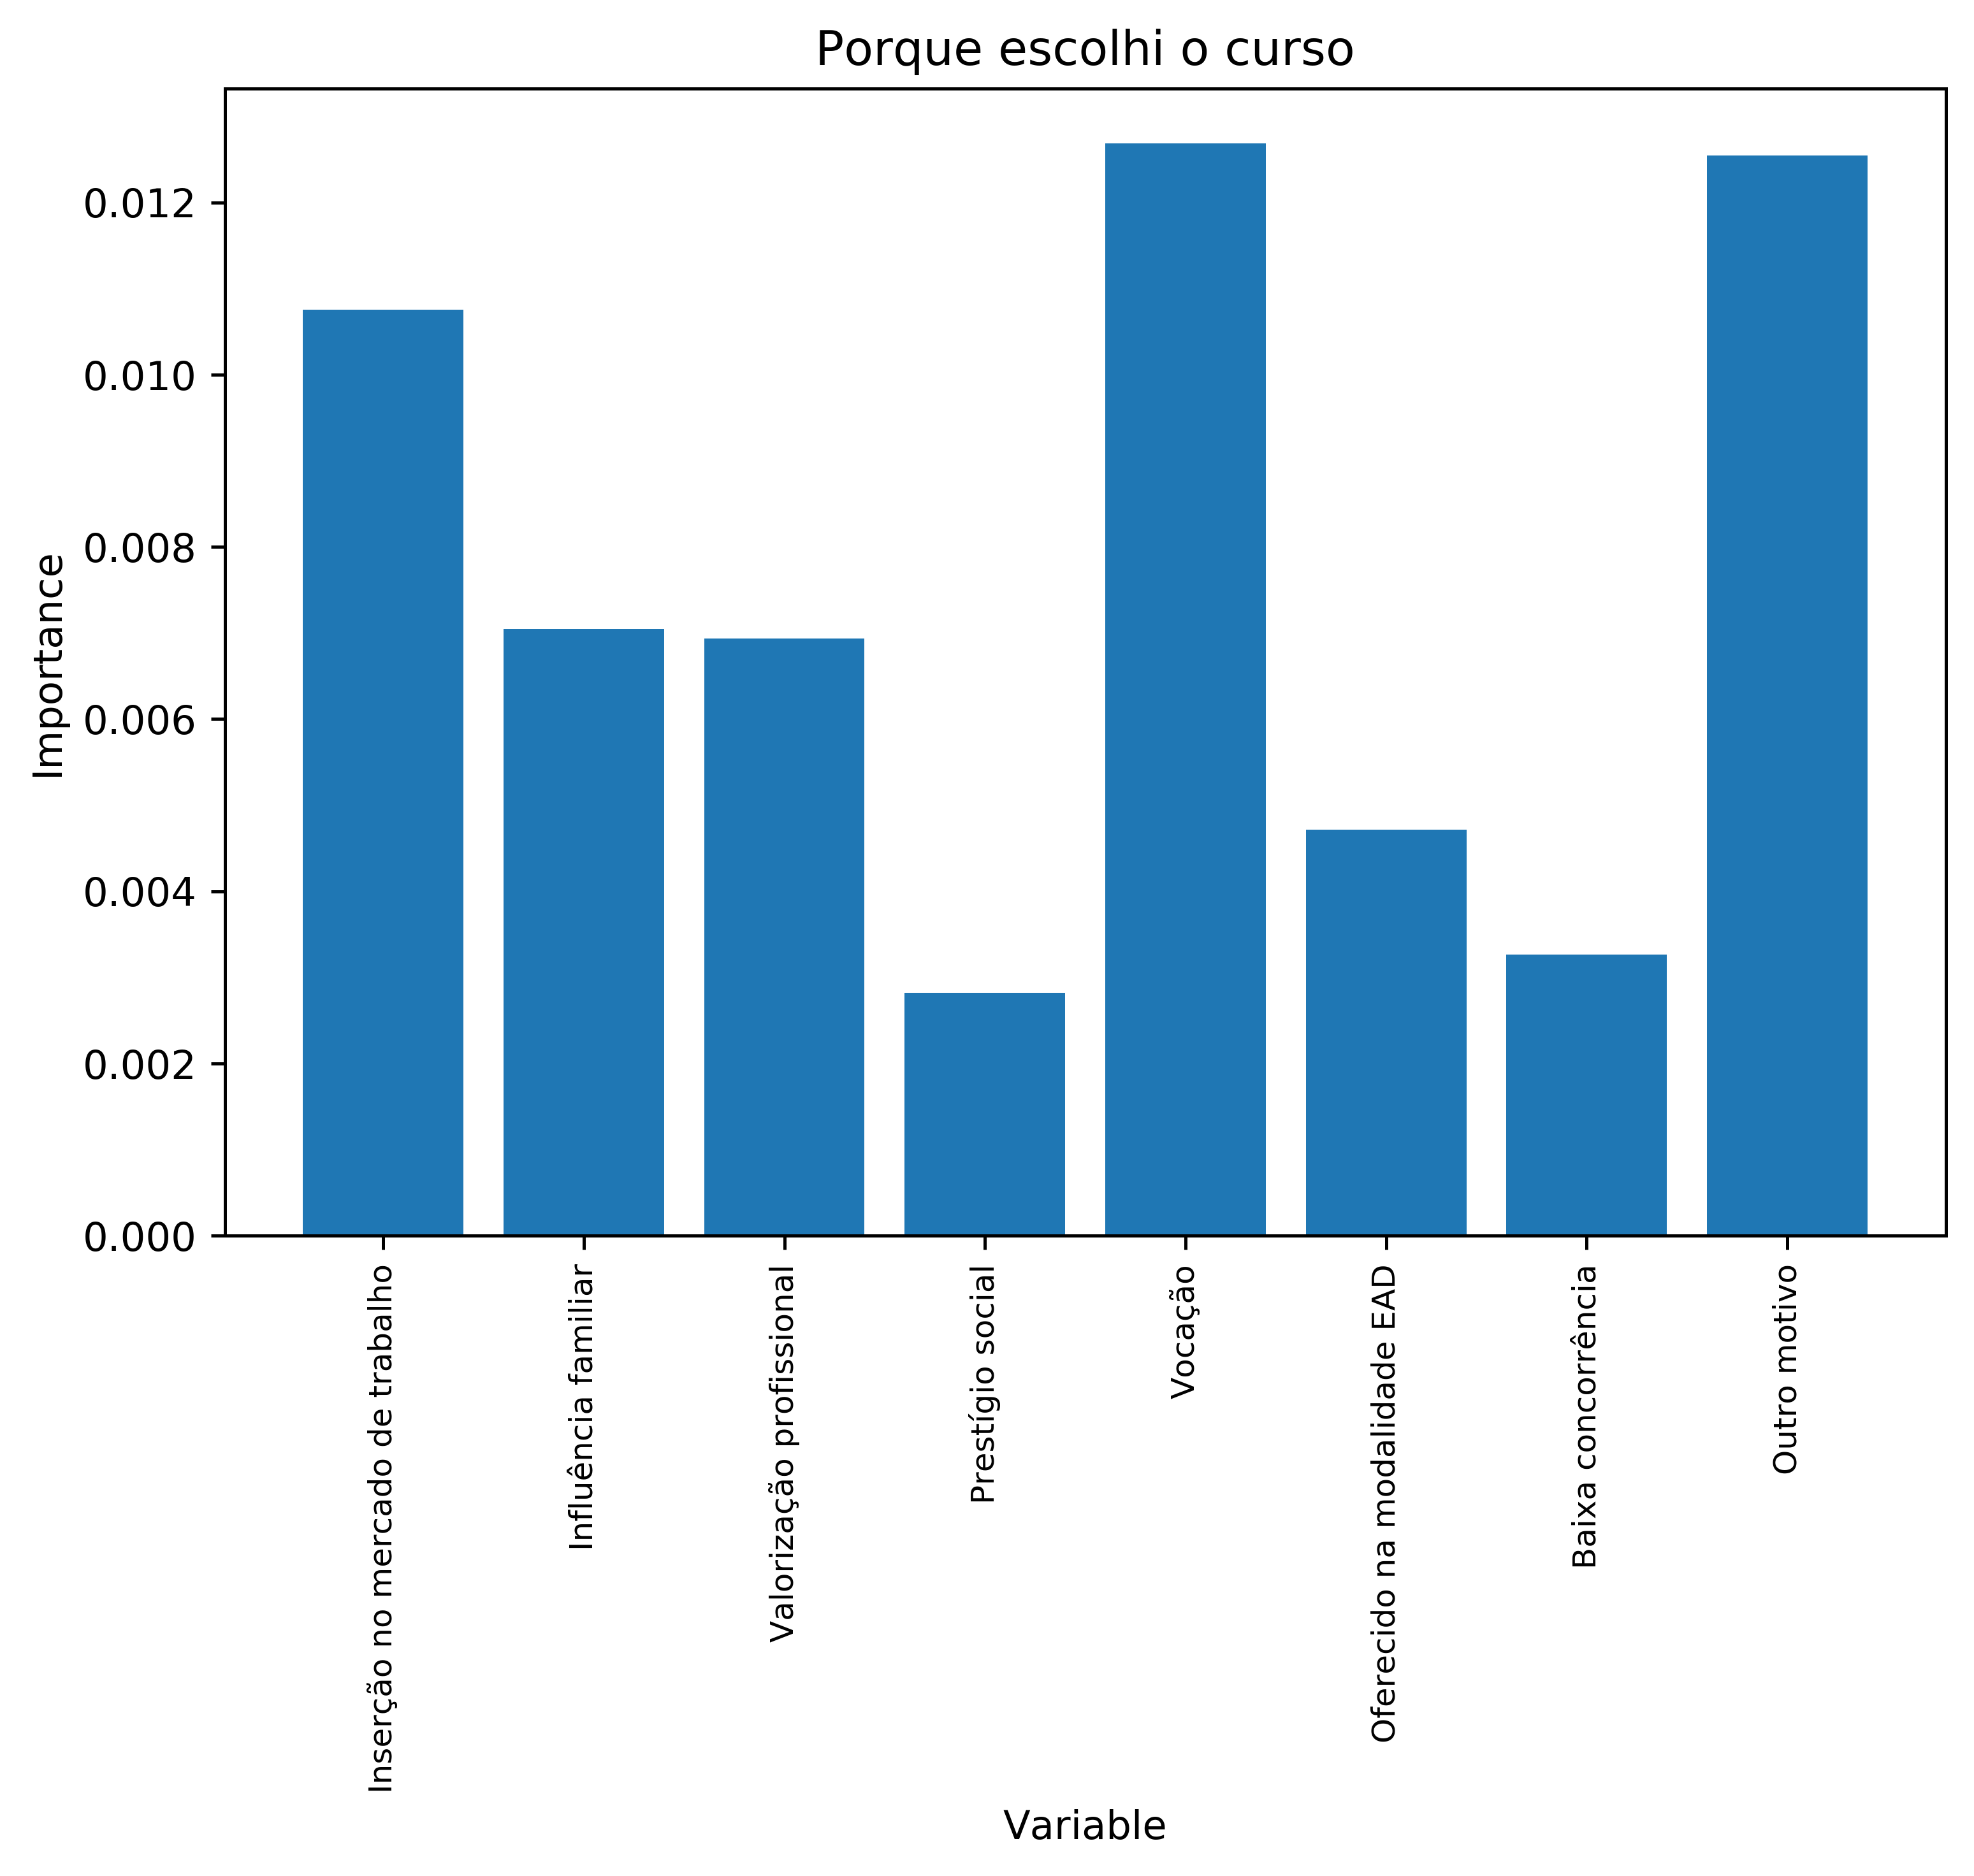 Porque escolhi o curso
Importance
0.012
0.010
0.008
0.006
0.004
0.002
0.000
Inserção no mercado de trabalho
Influência familiar
Valorização profissional
Prestígio social
Vocação
Oferecido na modalidade EAD
Baixa concorrência
Outro motivo
Variable